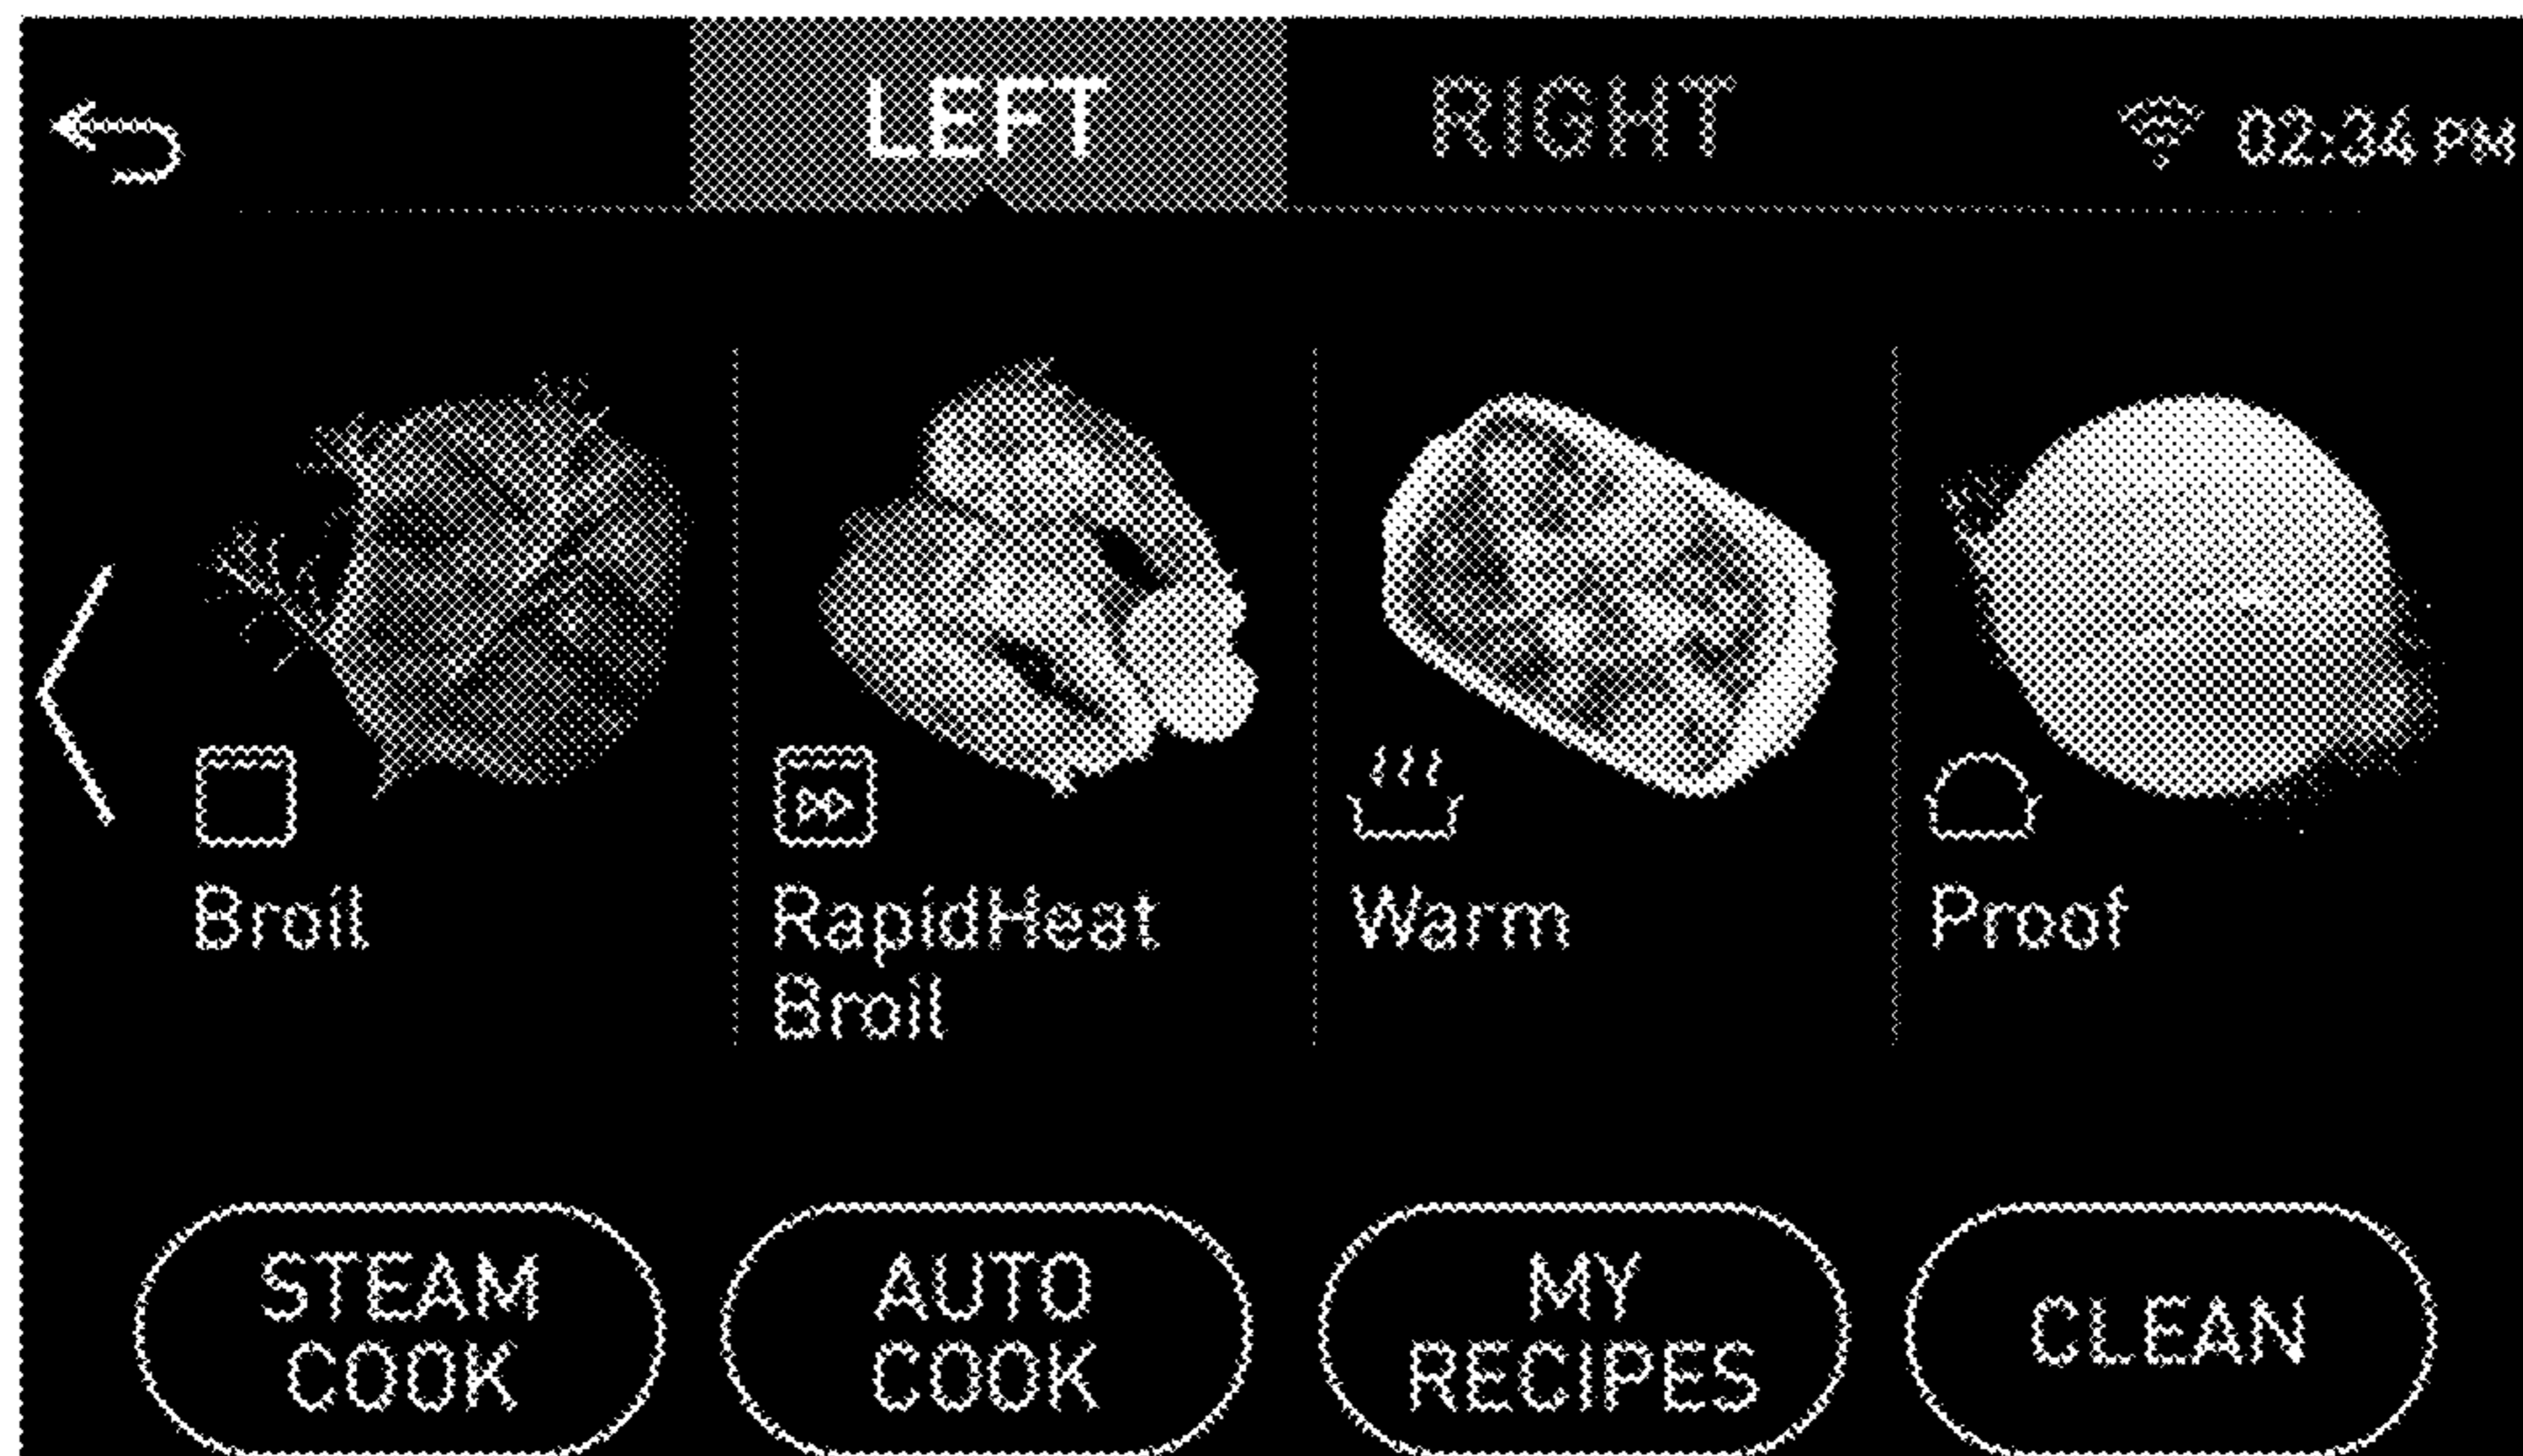 LEFT
RIGHT
02:34 PM
Broil
RapidHeat
Broil
Warm
Proof
STEAM
COOK
AUTO
COOK
MY
RECIPES
CLEAN